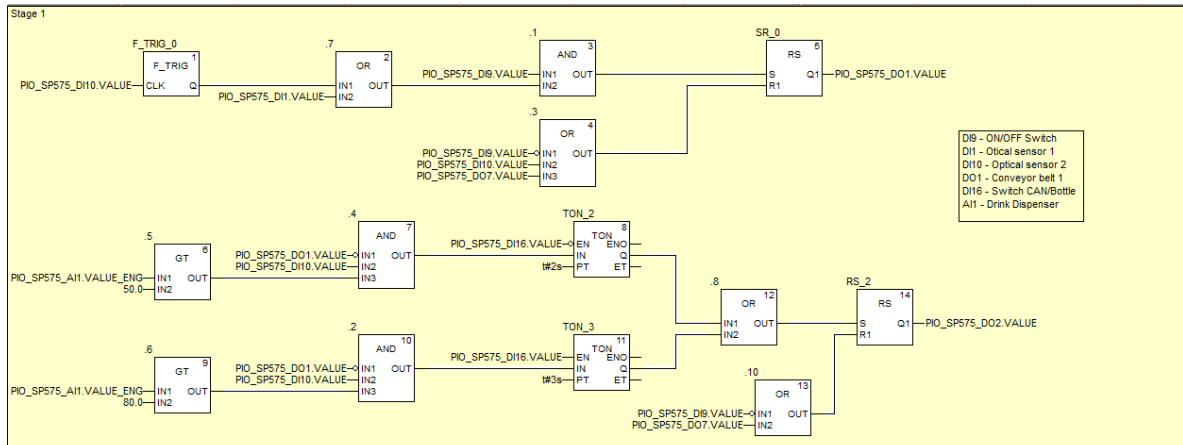 Stage 1
F_TRIG_0
1
F_TRIG
PIO_SP575_DI10.VALUE
CLK Q
.7
2
OR
IN1 OUT
PIO_SP575_DI1.VALUE
IN2
.1
3
AND
PIO_SP575_DI9.VALUE
IN1 OUT
IN2
SR_0
5
RS
S Q1
R1
PIO_SP575_DO1.VALUE
.3
4
OR
PIO_SP575_DI9.VALUE
IN1 OUT
PIO_SP575_DI10.VALUE
IN2
PIO_SP575_DO7.VALUE
IN3
DI9 - ON/OFF Switch
DI1 - Otical sensor 1
DI10 - Optical sensor 2
DO1 - Conveyor belt 1
DI16 - Switch CAN/Bottle
AI1 - Drink Dispenser
.5
6
GT
PIO_SP575_AI1.VALUE_ENG
IN1 OUT
50.0
IN2
.4
7
AND
PIO_SP575_DO1.VALUE
IN1 OUT
PIO_SP575_DI10.VALUE
IN2
IN3
TON_2
8
TON
PIO_SP575_DI16.VALUE
EN ENO
IN Q
t#2s
PT ET
.8
12
OR
IN1 OUT
IN2
RS_2
14
RS
S Q1
R1
PIO_SP575_DO2.VALUE
.6
9
GT
PIO_SP575_AI1.VALUE_ENG
IN1 OUT
80.0
IN2
.2
10
AND
PIO_SP575_DO1.VALUE
IN1 OUT
PIO_SP575_DI10.VALUE
IN2
IN3
TON_3
11
TON
PIO_SP575_DI16.VALUE
EN ENO
IN Q
t#3s
PT ET
.10
13
OR
PIO_SP575_DI9.VALUE
IN1 OUT
PIO_SP575_DO7.VALUE
IN2